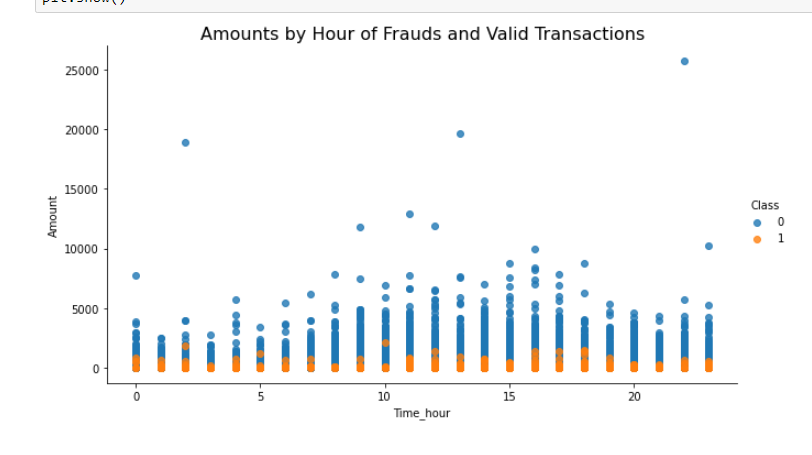 plt.show()
Amounts by Hour of Frauds and Valid Transactions
25000
20000
15000
10000
5000
0
Amount
0 5 10 15 20
Time_hour
Class
0
1